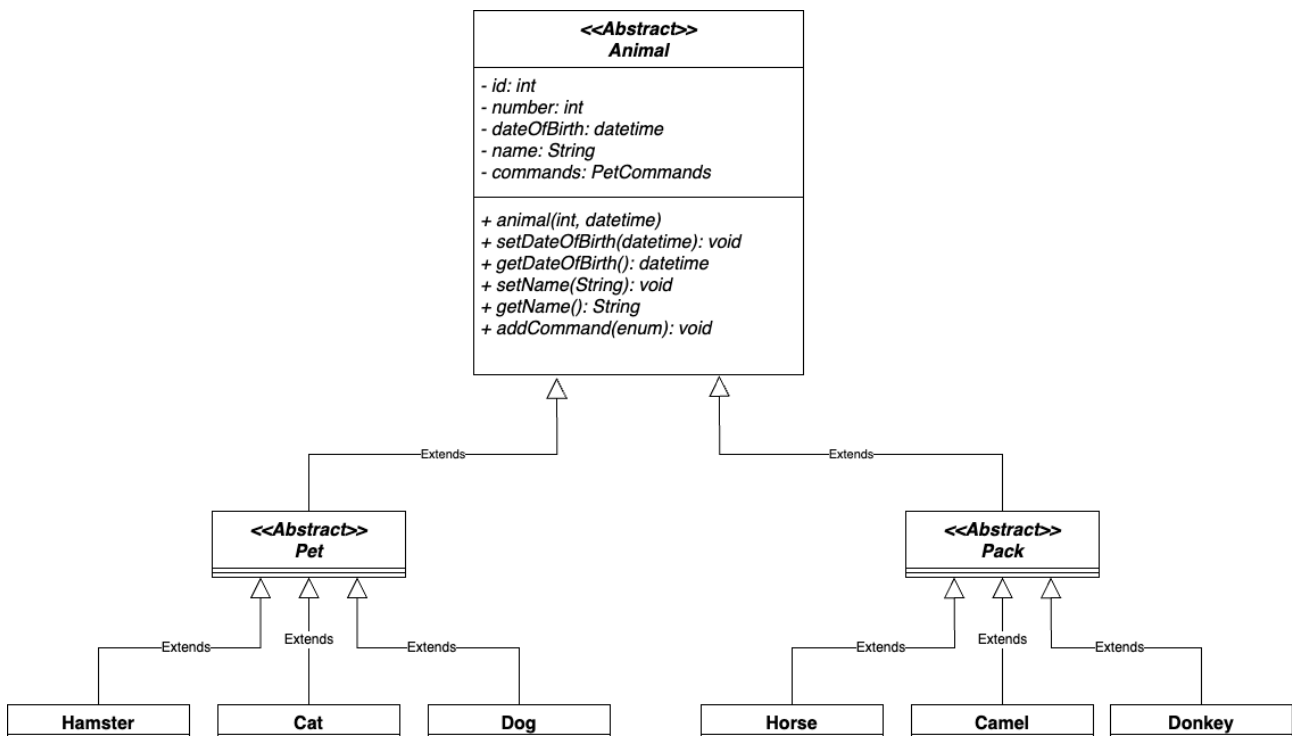 <<Abstract>>
Animal
- id: int
- number: int
- dateOfBirth: datetime
- name: String
- commands: PetCommands
+ animal(int, datetime)
+ setDateOfBirth(datetime): void
+ getDateOfBirth(): datetime
+ setName(String): void
+ getName(): String
+ addCommand(enum): void
Extends
Extends
<<Abstract>>
Pet
<<Abstract>>
Pack
Extends
Extends
Extends
Extends
Extends
Extends
Hamster
Cat
Dog
Horse
Camel
Donkey